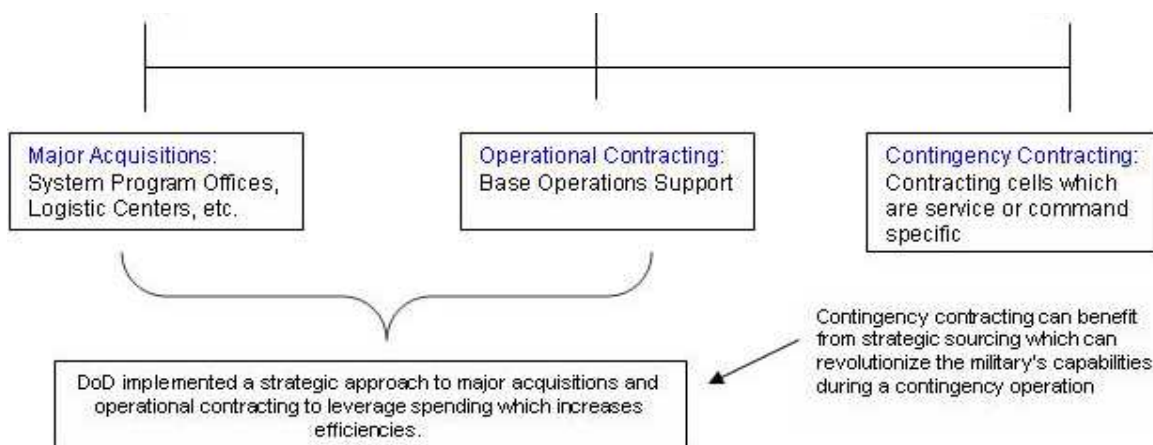 Major Acquisitions:
System Program Offices,
Logistic Centers, etc.
Operational Contracting:
Base Operations Support
Contingency Contracting:
Contracting cells which
are service or command
specific
Contingency contracting can benefit
from strategic sourcing which can
revolutionize the military's capabilities
during a contingency operation
DoD implemented a strategic approach to major acquisitions and
operational contracting to leverage spending which increases
efficiencies.